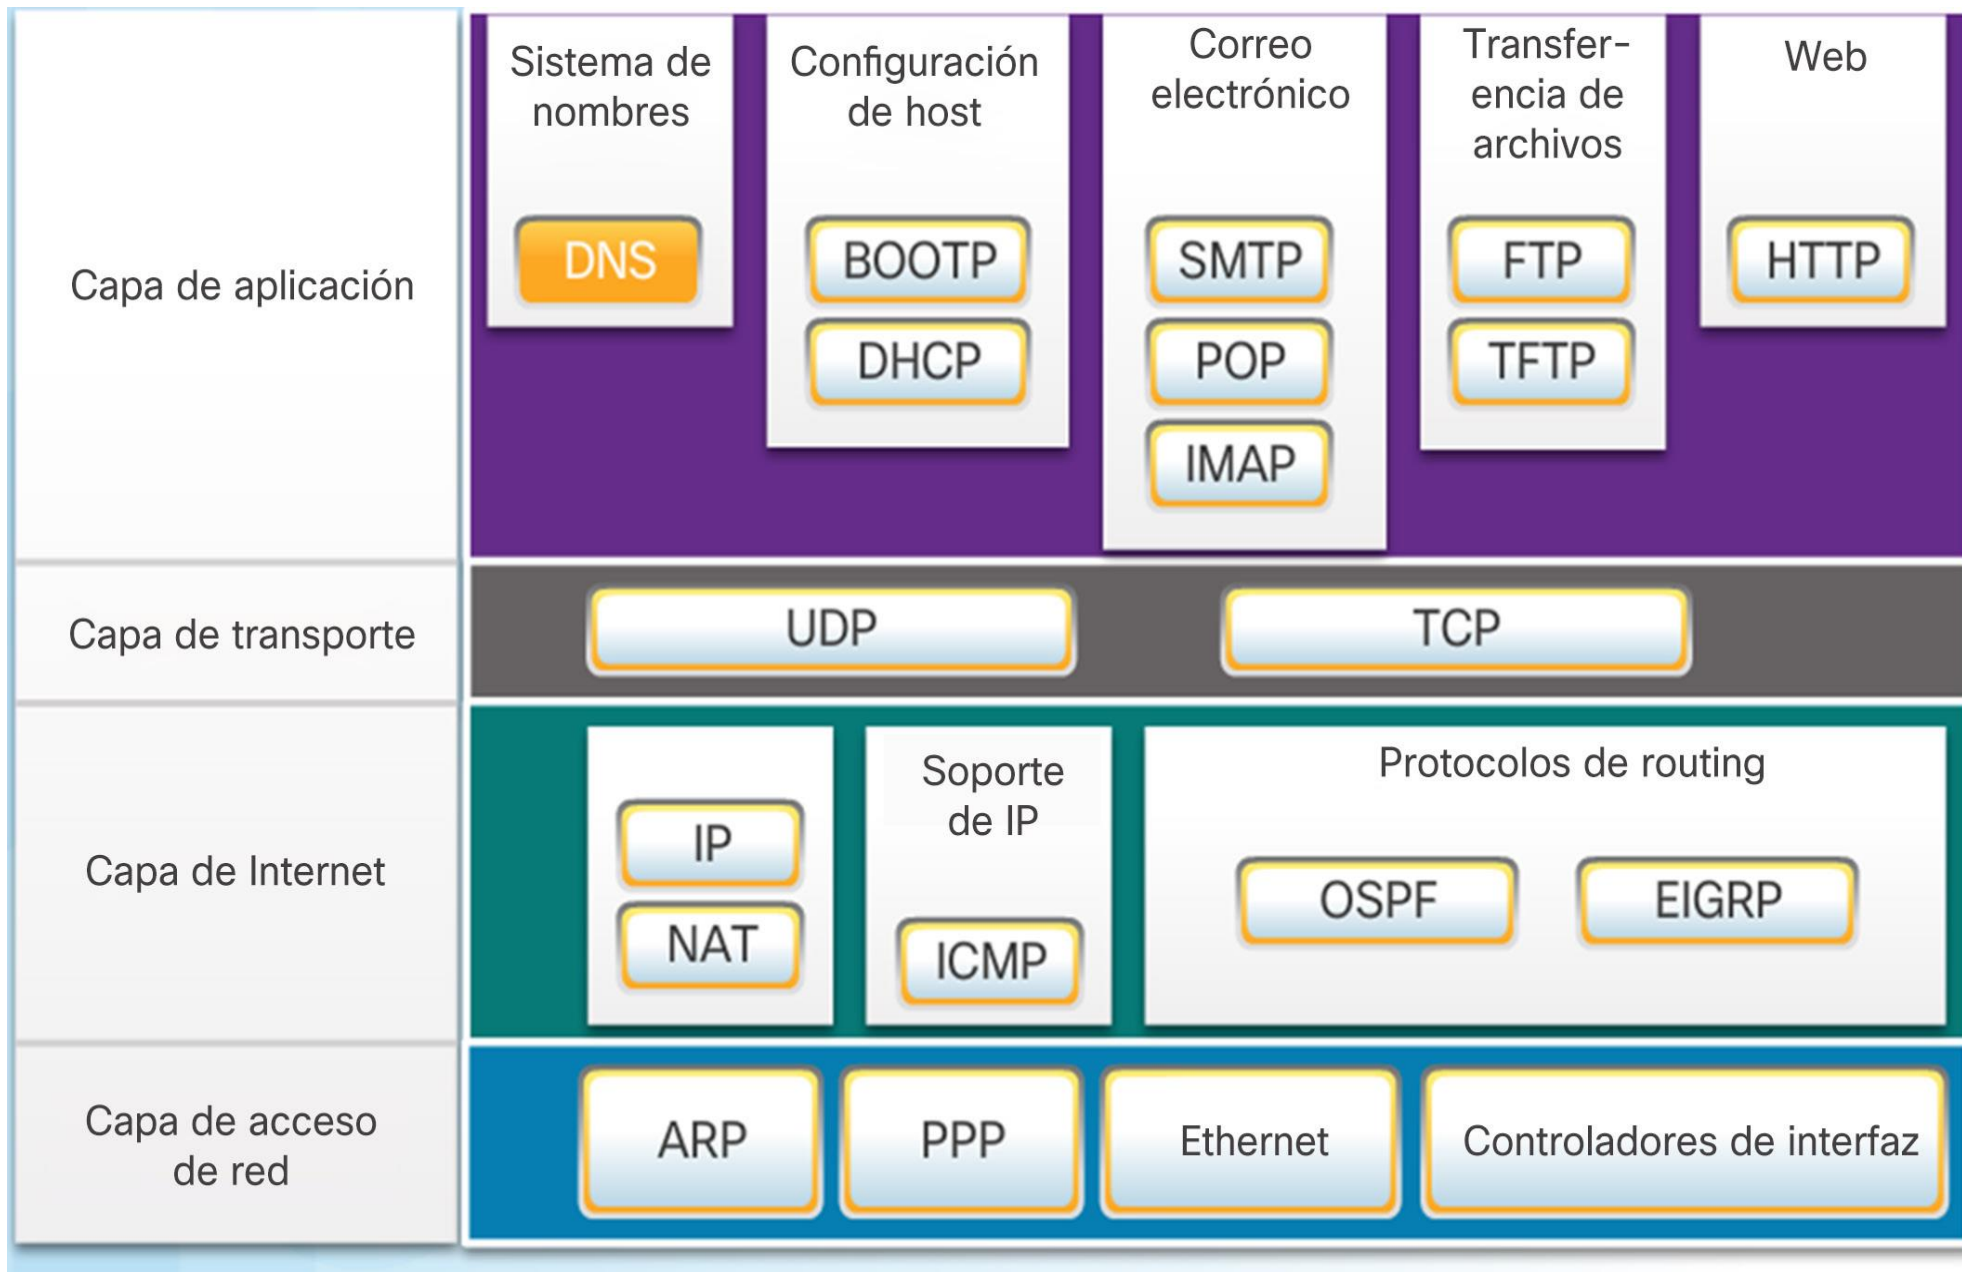 Capa de aplicación
Sistema de
nombres
DNS
Configuración
de host
BOOTP
DHCP
Correo
electrónico
SMTP
POP
IMAP
Transfer-
encia de
archivos
FTP
TFTP
Web
HTTP
Capa de transporte
UDP
TCP
Capa de Internet
IP
NAT
Soporte
de IP
ICMP
Protocolos de routing
OSPF
EIGRP
Capa de acceso
de red
ARP
PPP
Ethernet
Controladores de interfaz